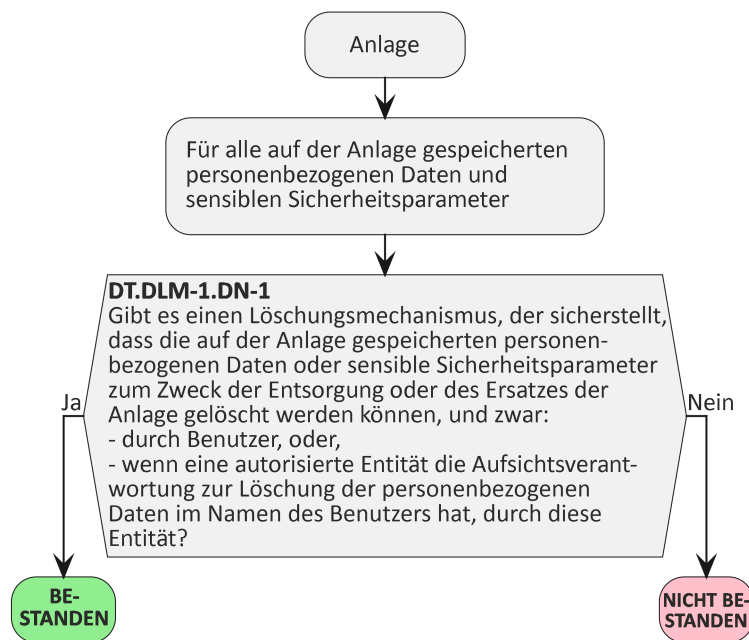 Anlage
Für alle auf der Anlage gespeicherten
personenbezogenen Daten und
sensiblen Sicherheitsparameter
DT.DLM-1.DN-1
Gibt es einen Löschungsmechanismus, der sicherstellt,
dass die auf der Anlage gespeicherten personen-
bezogenen Daten oder sensible Sicherheitsparameter
zum Zweck der Entsorgung oder des Ersatzes der
Anlage gelöscht werden können, und zwar:
- durch Benutzer, oder,
- wenn eine autorisierte Entität die Aufsichtsverant-
wortung zur Löschung der personenbezogenen
Daten im Namen des Benutzers hat, durch diese
Entität?
Ja
Nein
BE-
STANDEN
NICHT BE-
STANDEN